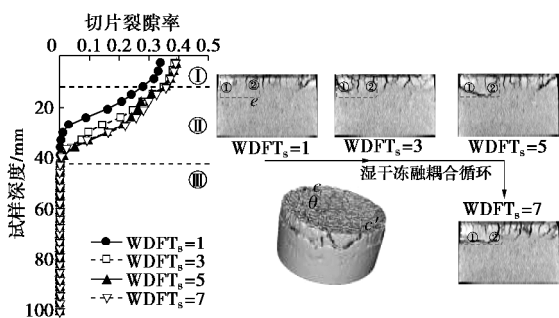 切片裂隙率
0 0.1 0.2 0.3 0.4 0.5
0
20
40
60
80
100
试样深度/mm
Ⅰ
Ⅱ
Ⅲ
WDFTs=1
WDFTs=3
WDFTs=5
WDFTs=7
① ② e
① ②
① ②
WDFTs=1 WDFTs=3 WDFTs=5
湿干冻融耦合循环
WDFTs=7
① ②
c
θ
c'